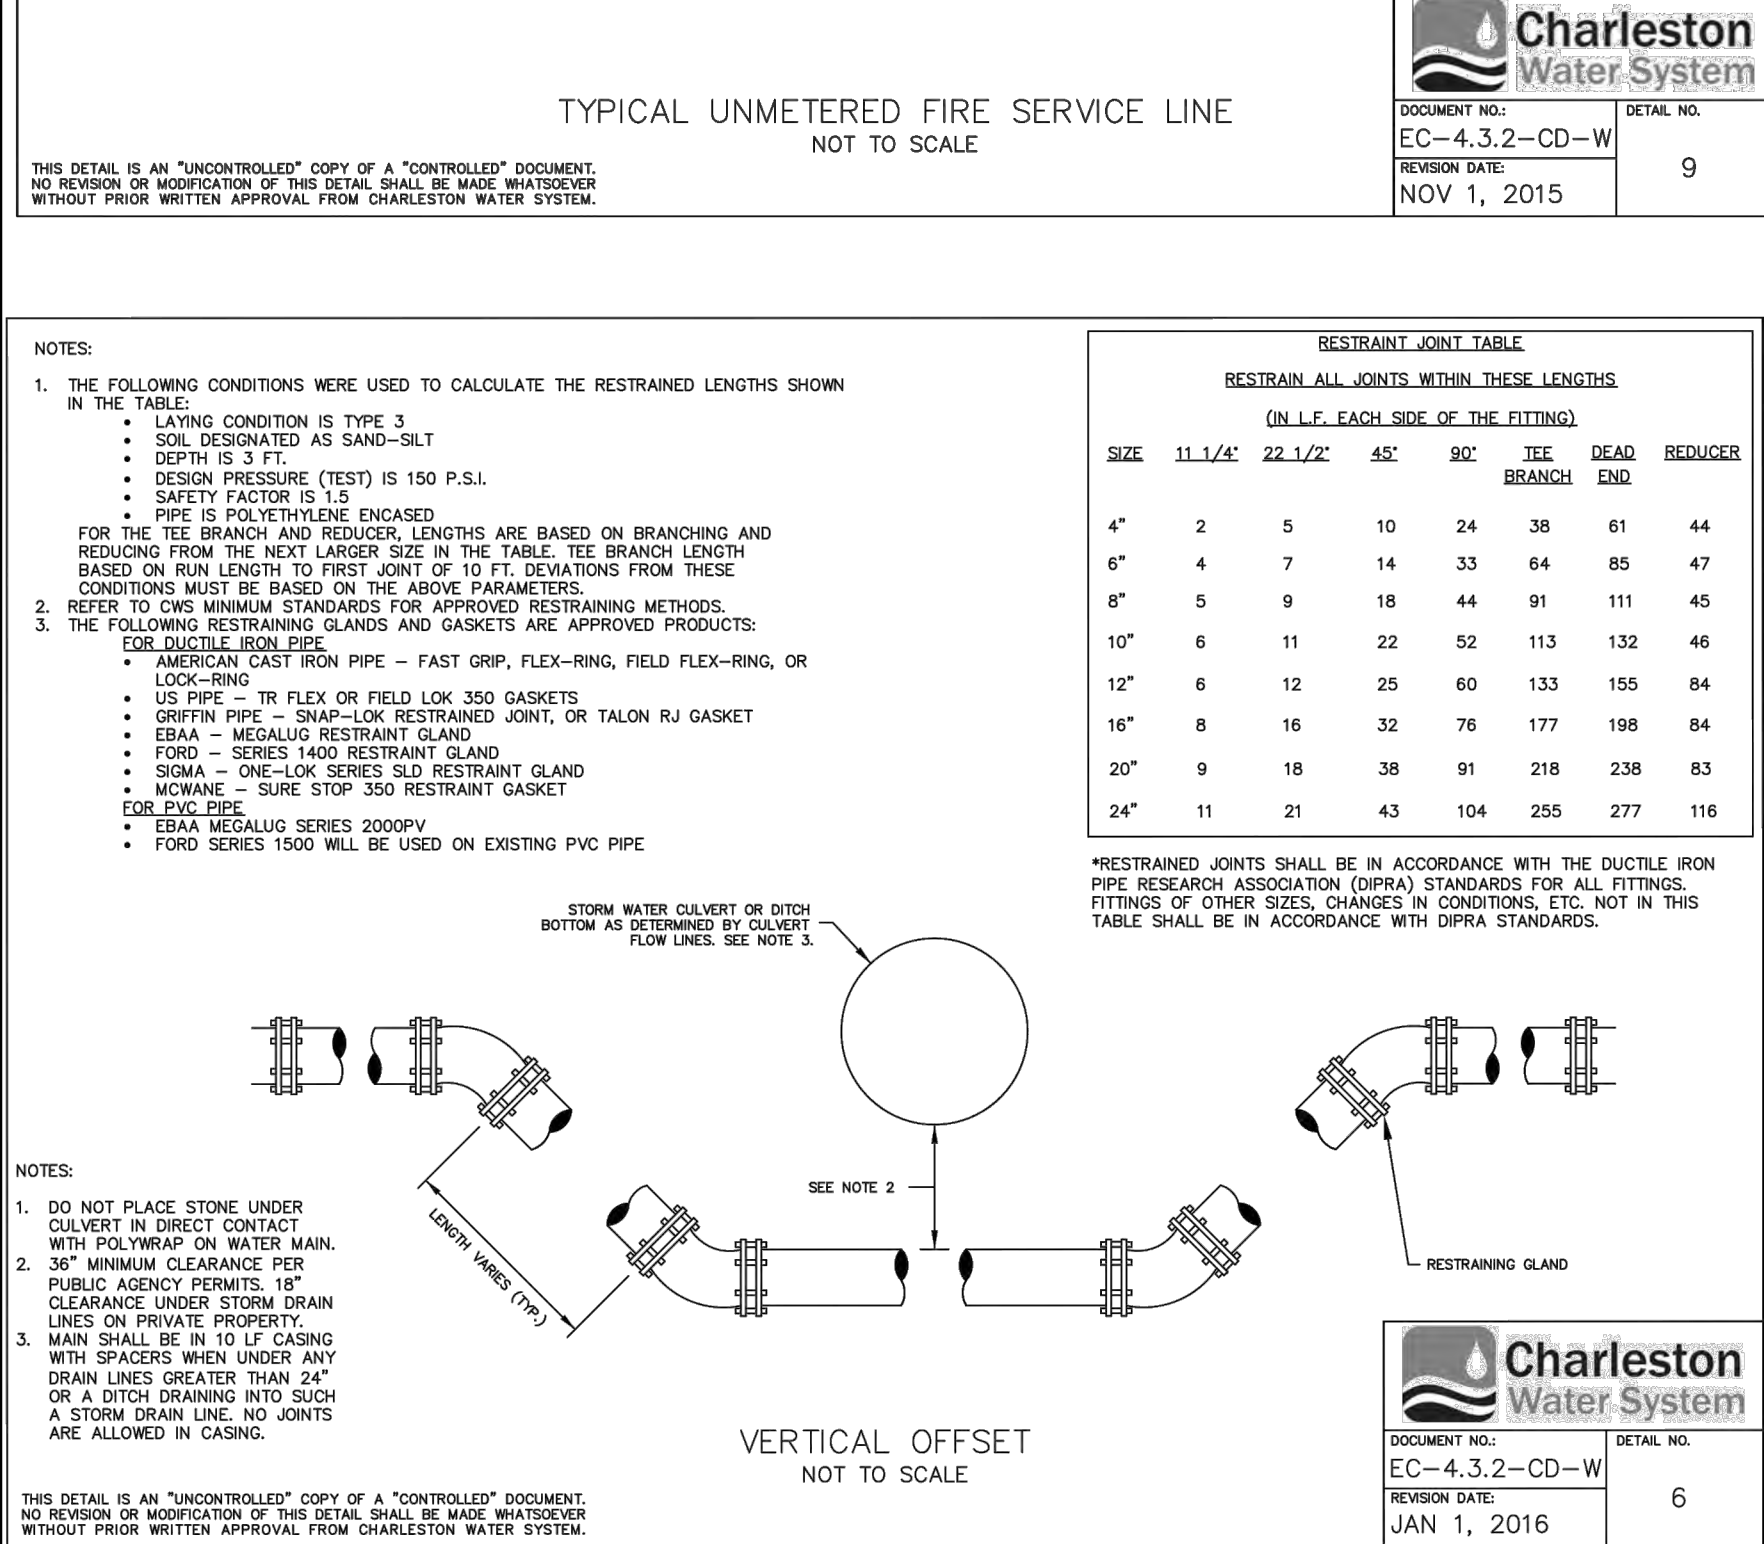 Charleston
Water System
TYPICAL UNMETERED FIRE SERVICE LINE
NOT TO SCALE
DOCUMENT NO.:
EC-4.3.2-CD-W
DETAIL NO.
9
REVISION DATE:
NOV 1, 2015
THIS DETAIL IS AN "UNCONTROLLED" COPY OF A "CONTROLLED" DOCUMENT.
NO REVISION OR MODIFICATION OF THIS DETAIL SHALL BE MADE WHATSOEVER
WITHOUT PRIOR WRITTEN APPROVAL FROM CHARLESTON WATER SYSTEM.
NOTES:
1. THE FOLLOWING CONDITIONS WERE USED TO CALCULATE THE RESTRAINED LENGTHS SHOWN
IN THE TABLE:
• LAYING CONDITION IS TYPE 3
• SOIL DESIGNATED AS SAND-SILT
• DEPTH IS 3 FT.
• DESIGN PRESSURE (TEST) IS 150 P.S.I.
• SAFETY FACTOR IS 1.5
• PIPE IS POLYETHYLENE ENCASED
FOR THE TEE BRANCH AND REDUCER, LENGTHS ARE BASED ON BRANCHING AND
REDUCING FROM THE NEXT LARGER SIZE IN THE TABLE. TEE BRANCH LENGTH
BASED ON RUN LENGTH TO FIRST JOINT OF 10 FT. DEVIATIONS FROM THESE
CONDITIONS MUST BE BASED ON THE ABOVE PARAMETERS.
2. REFER TO CWS MINIMUM STANDARDS FOR APPROVED RESTRAINING METHODS.
3. THE FOLLOWING RESTRAINING GLANDS AND GASKETS ARE APPROVED PRODUCTS:
FOR DUCTILE IRON PIPE
• AMERICAN CAST IRON PIPE - FAST GRIP, FLEX-RING, FIELD FLEX-RING, OR
LOCK-RING
• US PIPE - TR FLEX OR FIELD LOK 350 GASKETS
• GRIFFIN PIPE - SNAP-LOK RESTRAINED JOINT, OR TALON RJ GASKET
• EBAA - MEGALUG RESTRAINT GLAND
• FORD - SERIES 1400 RESTRAINT GLAND
• SIGMA - ONE-LOK SERIES SLD RESTRAINT GLAND
• MCWANE - SURE STOP 350 RESTRAINT GASKET
FOR PVC PIPE
• EBAA MEGALUG SERIES 2000PV
• FORD SERIES 1500 WILL BE USED ON EXISTING PVC PIPE
RESTRAINT JOINT TABLE
RESTRAIN ALL JOINTS WITHIN THESE LENGTHS
(IN L.F. EACH SIDE OF THE FITTING)
SIZE 11 1/4° 22 1/2° 45° 90° TEE DEAD REDUCER
BRANCH END
4" 2 5 10 24 38 61 44
6" 4 7 14 33 64 85 47
8" 5 9 18 44 91 111 45
10" 6 11 22 52 113 132 46
12" 6 12 25 60 133 155 84
16" 8 16 32 76 177 198 84
20" 9 18 38 91 218 238 83
24" 11 21 43 104 255 277 116
*RESTRAINED JOINTS SHALL BE IN ACCORDANCE WITH THE DUCTILE IRON
PIPE RESEARCH ASSOCIATION (DIPRA) STANDARDS FOR ALL FITTINGS.
FITTINGS OF OTHER SIZES, CHANGES IN CONDITIONS, ETC. NOT IN THIS
TABLE SHALL BE IN ACCORDANCE WITH DIPRA STANDARDS.
STORM WATER CULVERT OR DITCH
BOTTOM AS DETERMINED BY CULVERT
FLOW LINES. SEE NOTE 3.
SEE NOTE 2
LENGTH VARIES (TYP.)
RESTRAINING GLAND
NOTES:
1. DO NOT PLACE STONE UNDER
CULVERT IN DIRECT CONTACT
WITH POLYWRAP ON WATER MAIN.
2. 36" MINIMUM CLEARANCE PER
PUBLIC AGENCY PERMITS. 18"
CLEARANCE UNDER STORM DRAIN
LINES ON PRIVATE PROPERTY.
3. MAIN SHALL BE IN 10 LF CASING
WITH SPACERS WHEN UNDER ANY
DRAIN LINES GREATER THAN 24"
OR A DITCH DRAINING INTO SUCH
A STORM DRAIN LINE. NO JOINTS
ARE ALLOWED IN CASING.
VERTICAL OFFSET
NOT TO SCALE
THIS DETAIL IS AN "UNCONTROLLED" COPY OF A "CONTROLLED" DOCUMENT.
NO REVISION OR MODIFICATION OF THIS DETAIL SHALL BE MADE WHATSOEVER
WITHOUT PRIOR WRITTEN APPROVAL FROM CHARLESTON WATER SYSTEM.
Charleston
Water System
DOCUMENT NO.:
EC-4.3.2-CD-W
DETAIL NO.
6
REVISION DATE:
JAN 1, 2016